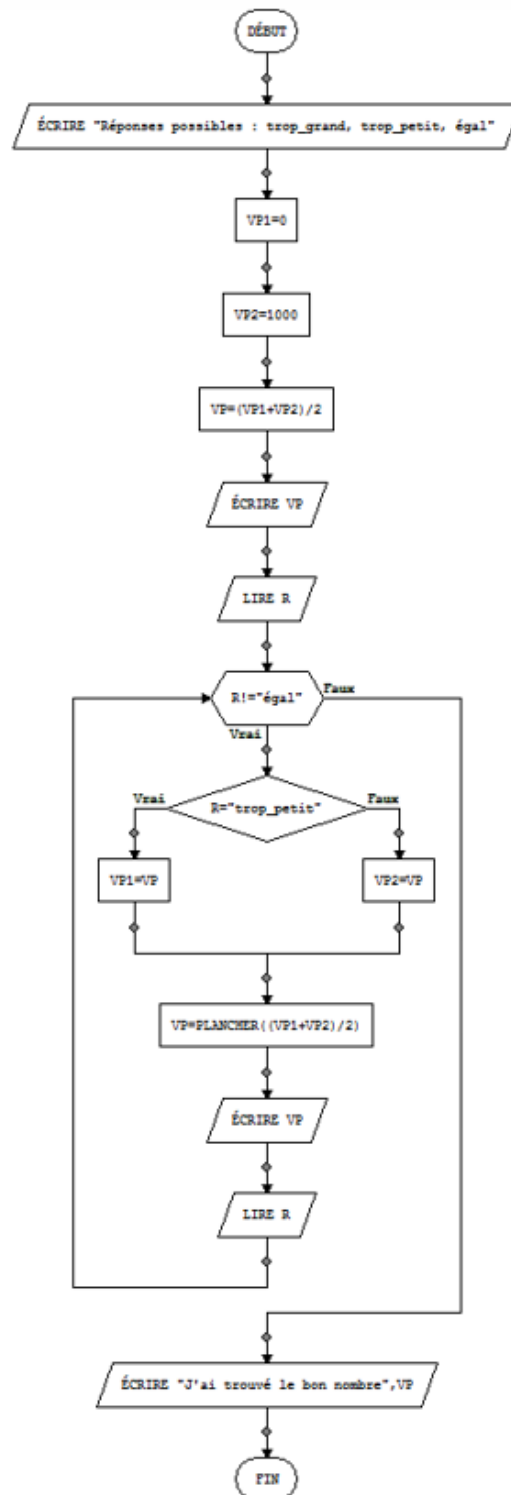 DÉBUT
ÉCRIRE "Réponses possibles : trop_grand, trop_petit, égal"
VP1=0
VP2=1000
VP=(VP1+VP2)/2
ÉCRIRE VP
LIRE R
R!="égal"
Faux
Vrai
R="trop_petit"
Vrai
Faux
VP1=VP
VP2=VP
VP=PLANCHER((VP1+VP2)/2)
ÉCRIRE VP
LIRE R
ÉCRIRE "J'ai trouvé le bon nombre",VP
FIN